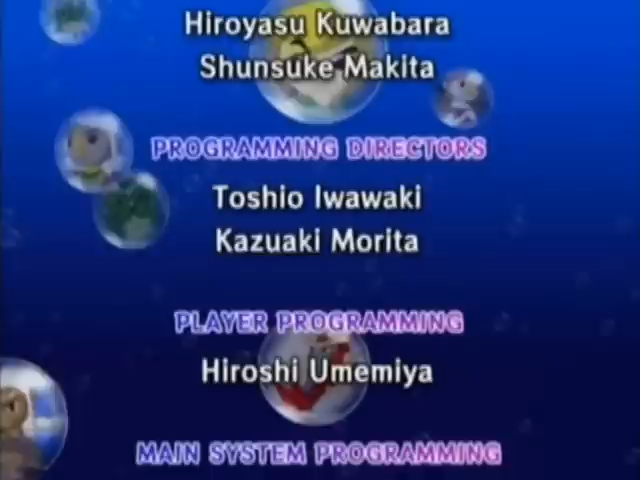 Hiroyasu Kuwabara
Shunsuke Makita
PROGRAMMING DIRECTORS
Toshio Iwawaki
Kazuaki Morita
PLAYER PROGRAMMING
Hiroshi Umemiya
MAIN SYSTEM PROGRAMMING